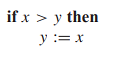 if x > y then
y := x